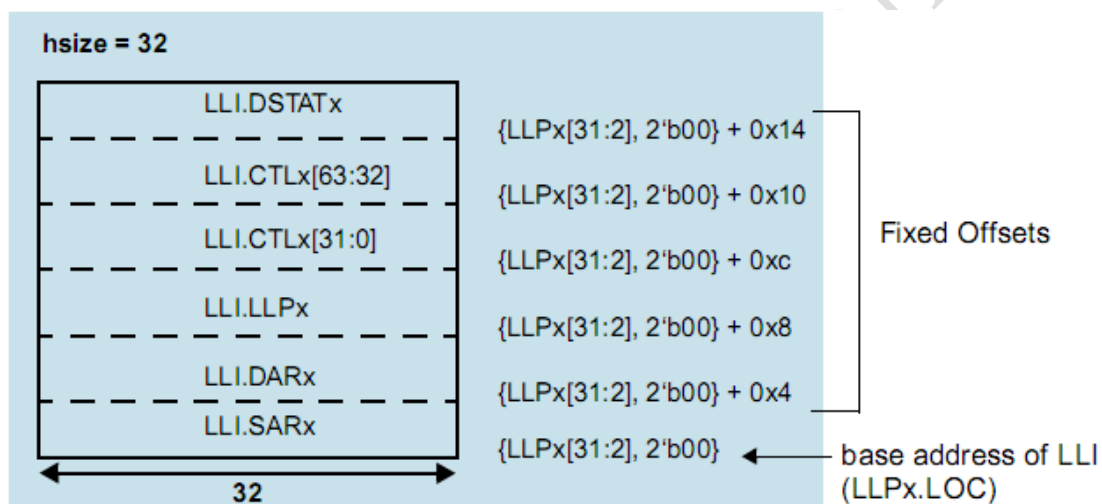 hsize = 32
LLI.DSTATx
{LLPx[31:2], 2'b00} + 0x14
LLI.CTLx[63:32]
{LLPx[31:2], 2'b00} + 0x10
LLI.CTLx[31:0]
Fixed Offsets
{LLPx[31:2], 2'b00} + 0xc
LLI.LLPx
{LLPx[31:2], 2'b00} + 0x8
LLI.DARx
{LLPx[31:2], 2'b00} + 0x4
LLI.SARx
{LLPx[31:2], 2'b00}
base address of LLI
(LLPx.LOC)
32